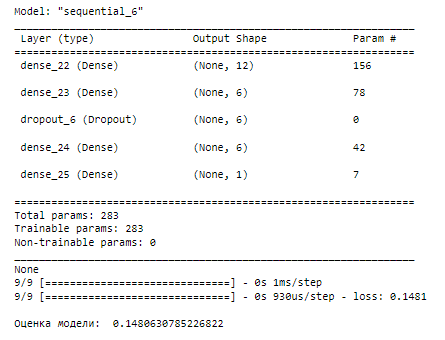 Model: "sequential_6"
_________________________________________________________________
Layer (type) Output Shape Param #
=================================================================
dense_22 (Dense) (None, 12) 156
dense_23 (Dense) (None, 6) 78
dropout_6 (Dropout) (None, 6) 0
dense_24 (Dense) (None, 6) 42
dense_25 (Dense) (None, 1) 7
=================================================================
Total params: 283
Trainable params: 283
Non-trainable params: 0
_________________________________________________________________
None
9/9 [==============================] - 0s 1ms/step
9/9 [==============================] - 0s 930us/step - loss: 0.1481
Оценка модели: 0.1480630785226822